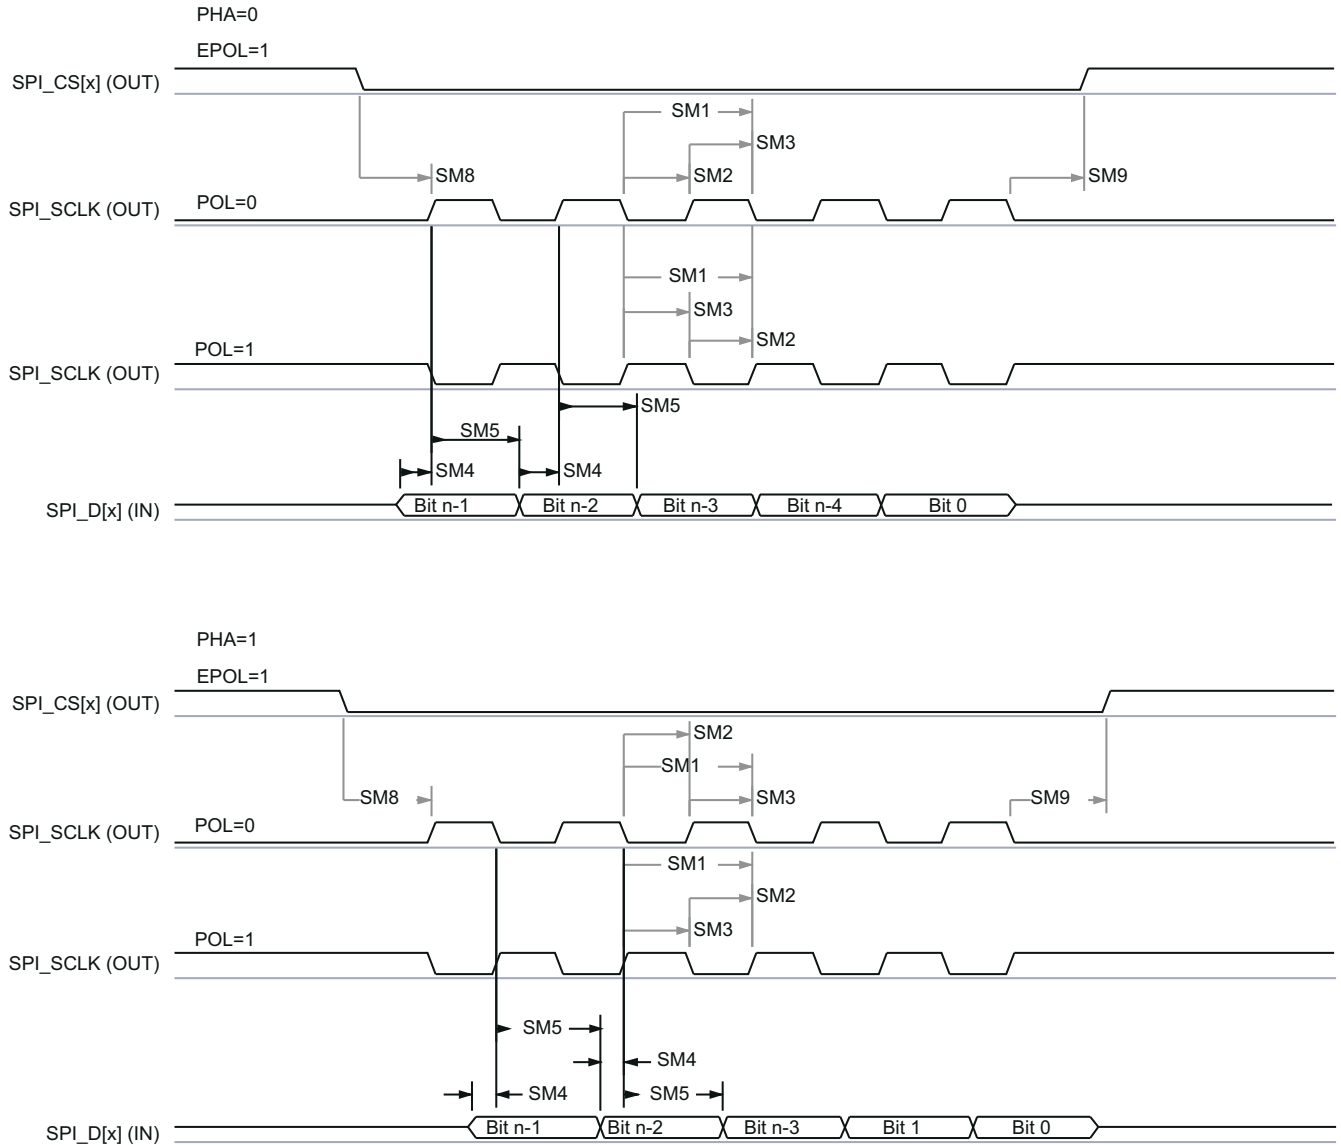 PHA=0
EPOL=1
SPI_CS[x] (OUT)
SM1
SM3
SM8
SM2
SM9
POL=0
SPI_SCLK (OUT)
SM1
SM3
SM2
POL=1
SPI_SCLK (OUT)
SM5
SM5
SM4
SM4
SPI_D[x] (IN)
Bit n-1
Bit n-2
Bit n-3
Bit n-4
Bit 0
PHA=1
EPOL=1
SPI_CS[x] (OUT)
SM2
SM1
SM8
SM3
SM9
POL=0
SPI_SCLK (OUT)
SM1
SM2
SM3
POL=1
SPI_SCLK (OUT)
SM5
SM4
SM4
SM5
SPI_D[x] (IN)
Bit n-1
Bit n-2
Bit n-3
Bit 1
Bit 0